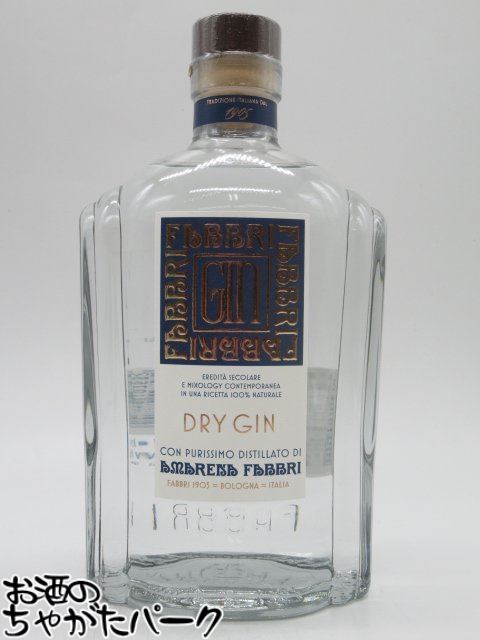 TRADIZIONE ITALIANA DAL
1905
FABBRI
FABBRI
GIN
FABBRI
FABBRI
EREDITÀ SECOLARE
E MIXOLOGY CONTEMPORANEA
IN UNA RICETTA 100% NATURALE
DRY GIN
CON PURISSIMO DISTILLATO DI
AMARENA FABBRI
FABBRI 1905 = BOLOGNA = ITALIA
FABBRI
お酒の
ちゃがたパーク